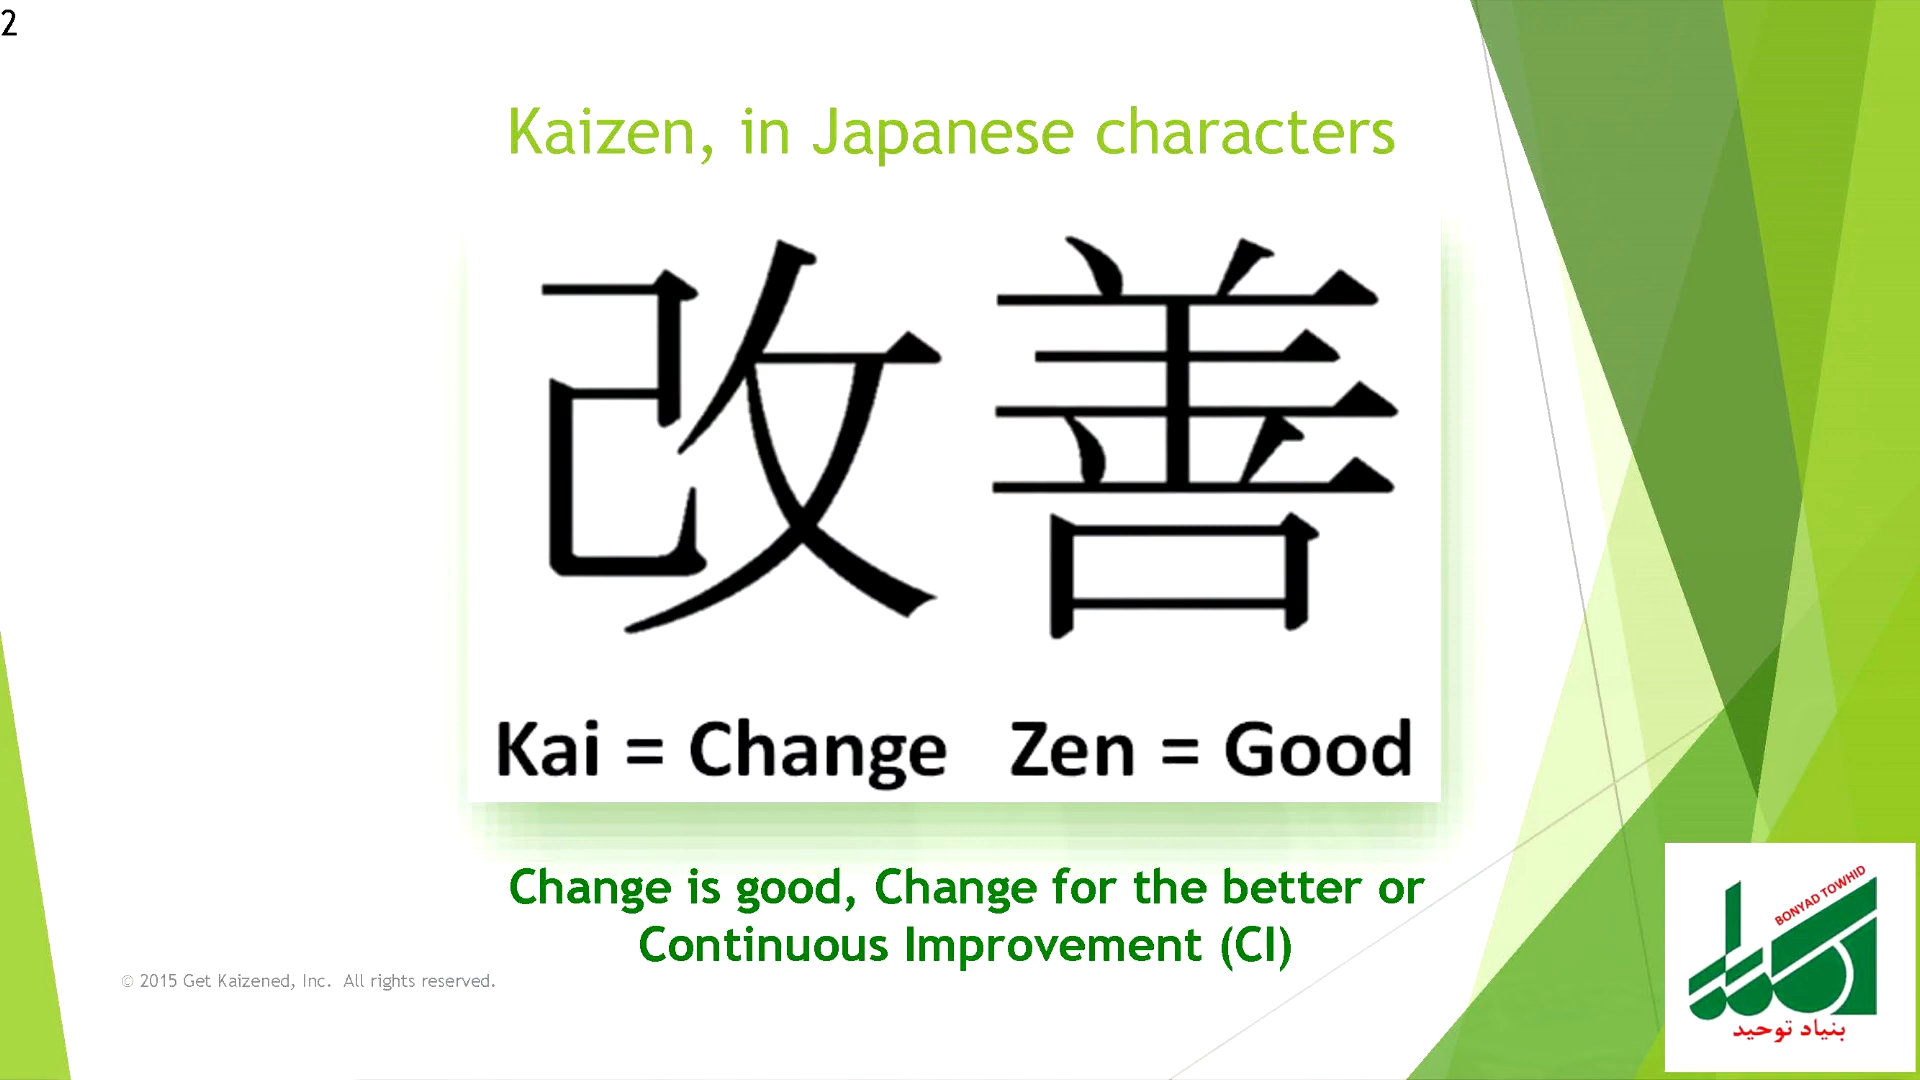 2
Kaizen, in Japanese characters
改善
Kai = Change Zen = Good
Change is good, Change for the better or
Continuous Improvement (CI)
© 2015 Get Kaizened, Inc. All rights reserved.
BONYAD TOWHID
بنیاد توحید